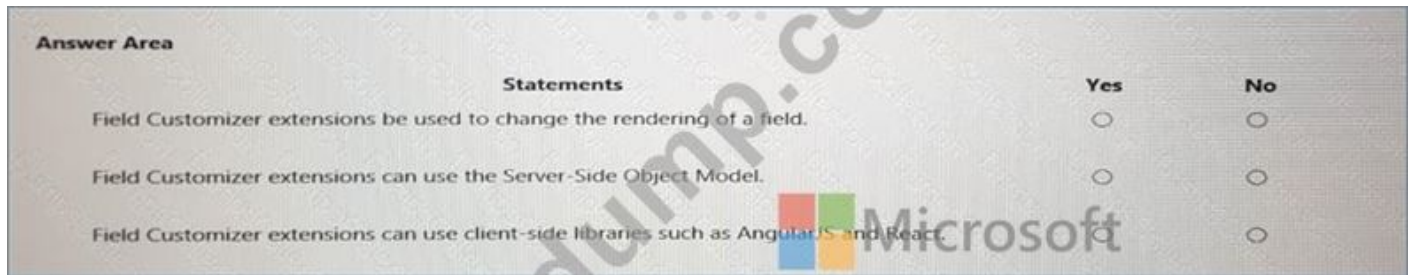 Answer Area
Statements Yes No
Field Customizer extensions be used to change the rendering of a field.
Field Customizer extensions can use the Server-Side Object Model.
Field Customizer extensions can use client-side libraries such as AngularJS and React.
Microsoft
dump.co